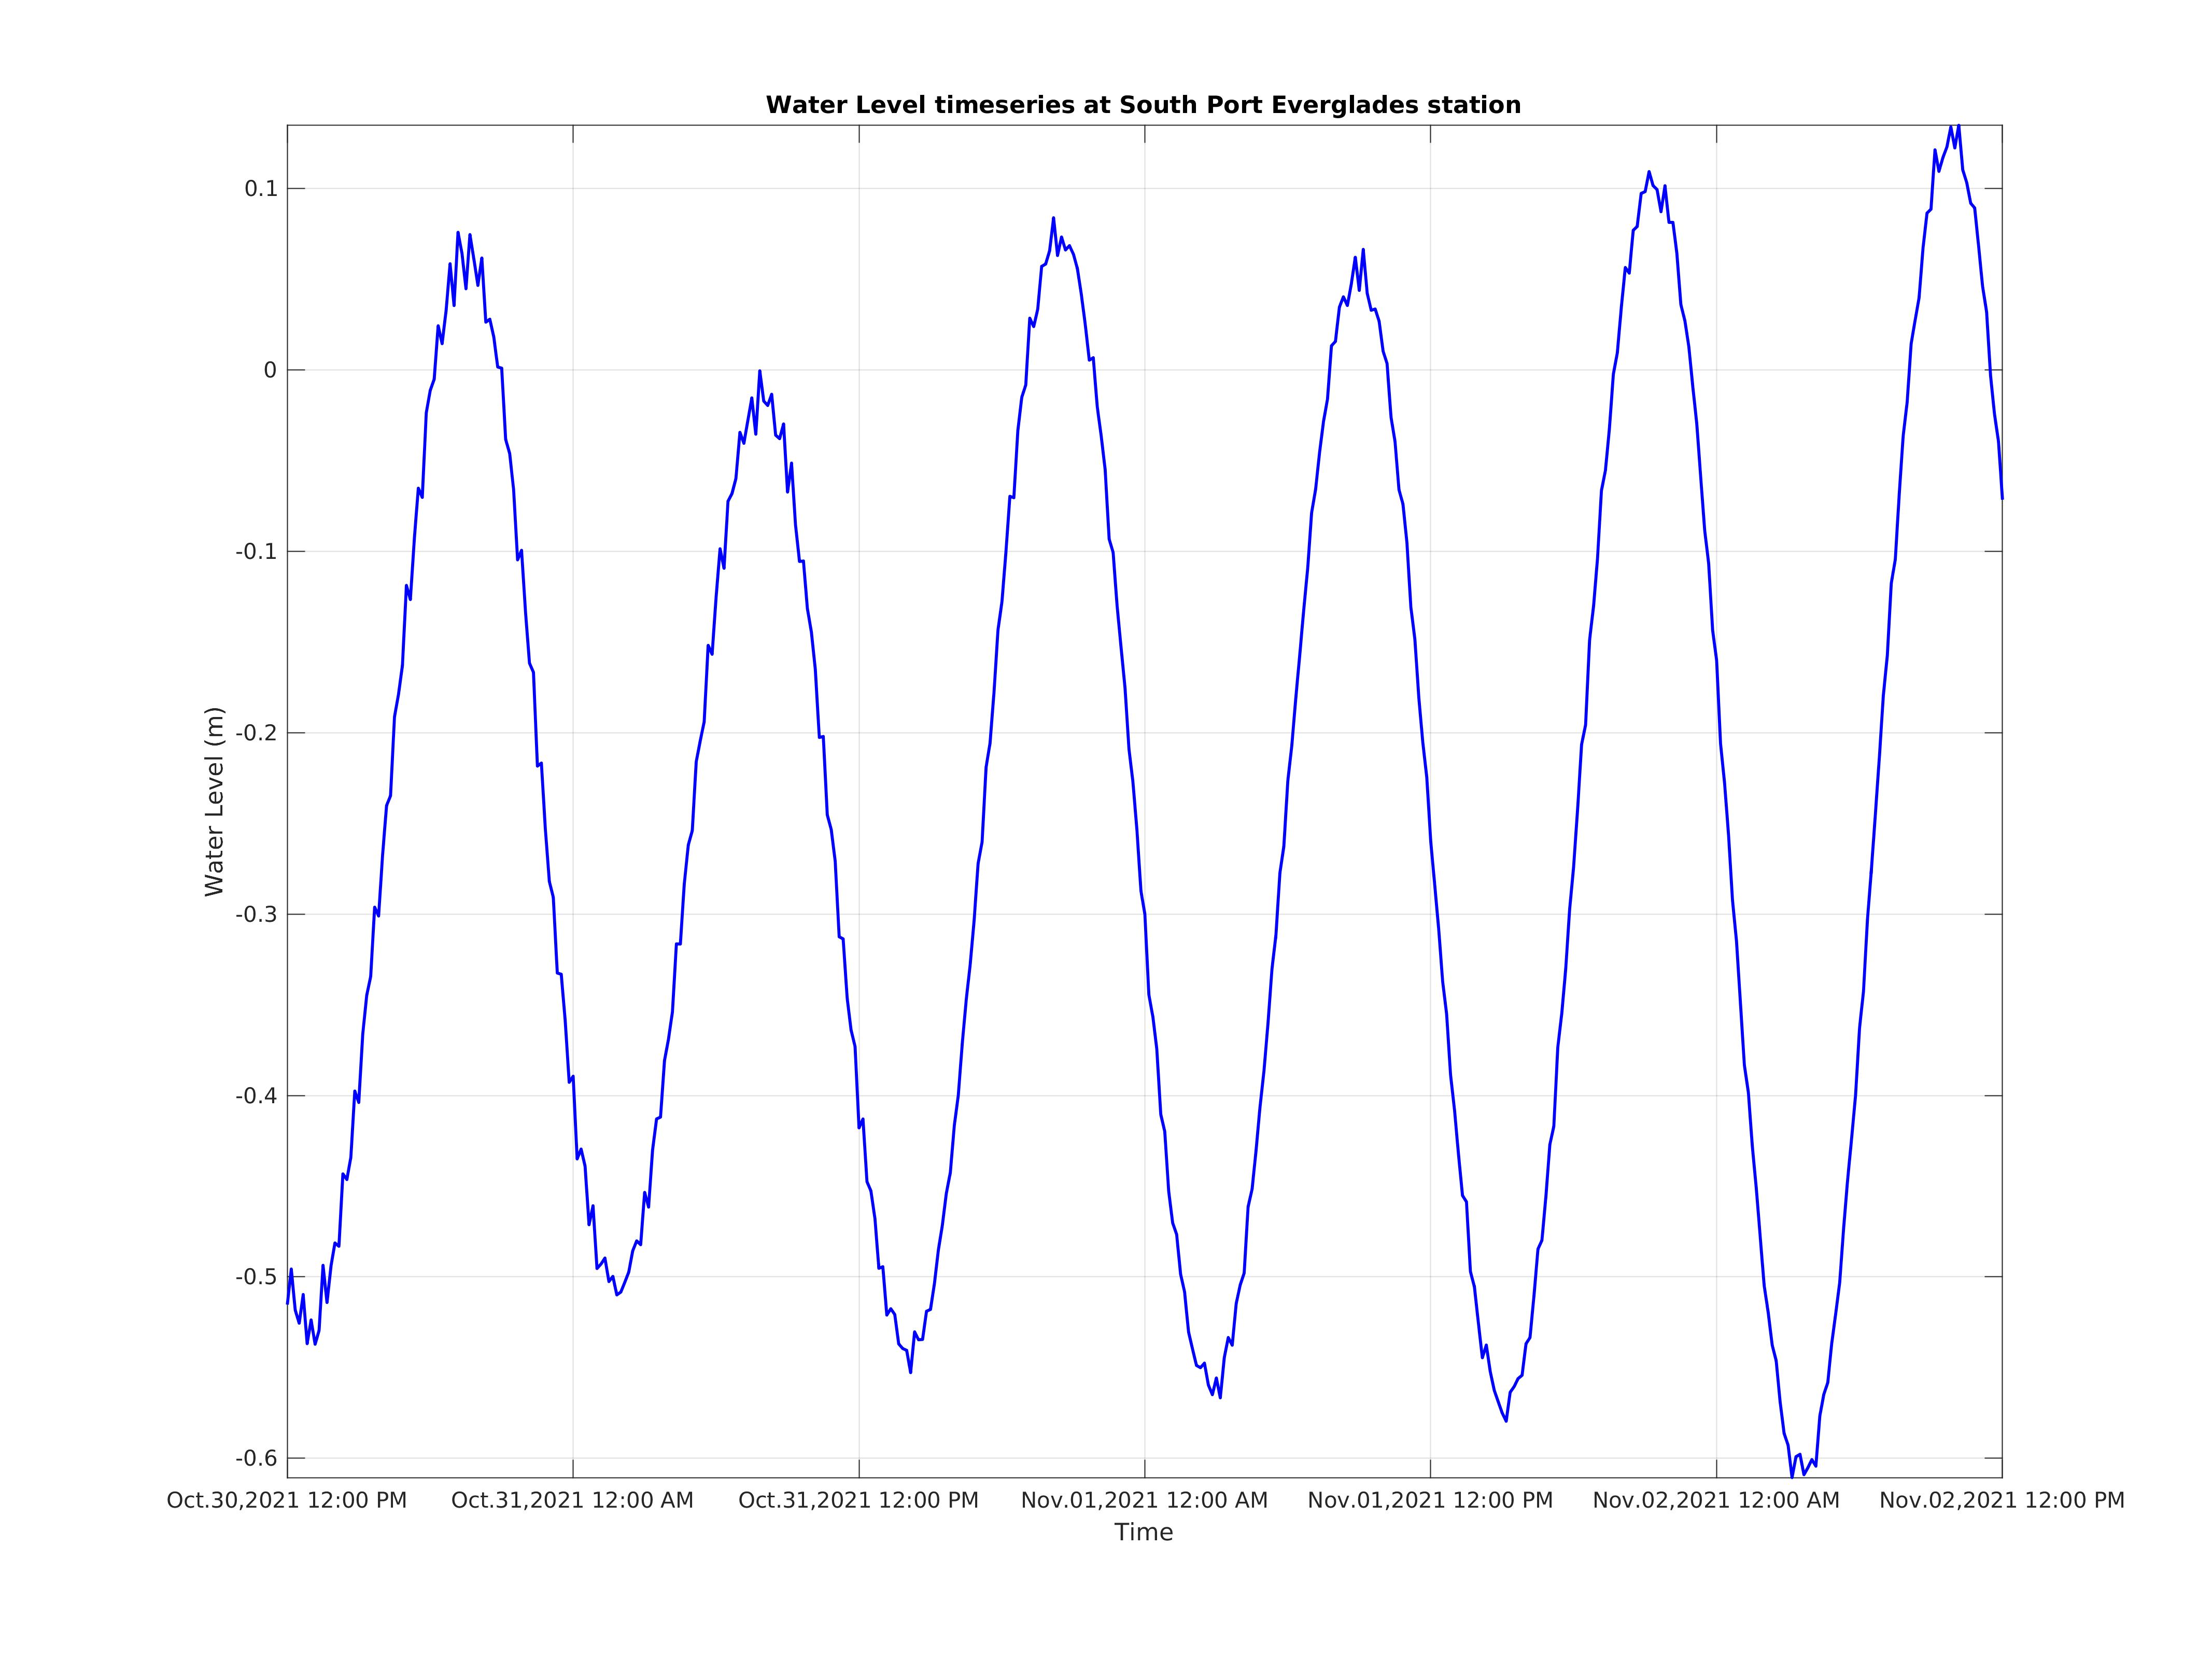 Water Level timeseries at South Port Everglades station
Water Level (m)
0.1
0
-0.1
-0.2
-0.3
-0.4
-0.5
-0.6
Oct.30,2021 12:00 PM Oct.31,2021 12:00 AM Oct.31,2021 12:00 PM Nov.01,2021 12:00 AM Nov.01,2021 12:00 PM Nov.02,2021 12:00 AM Nov.02,2021 12:00 PM
Time